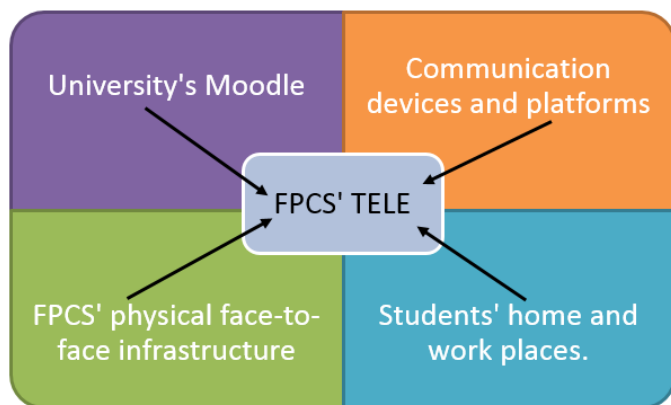 University's Moodle
Communication
devices and platforms
FPCS' TELE
FPCS' physical face-to-
face infrastructure
Students' home and
work places.